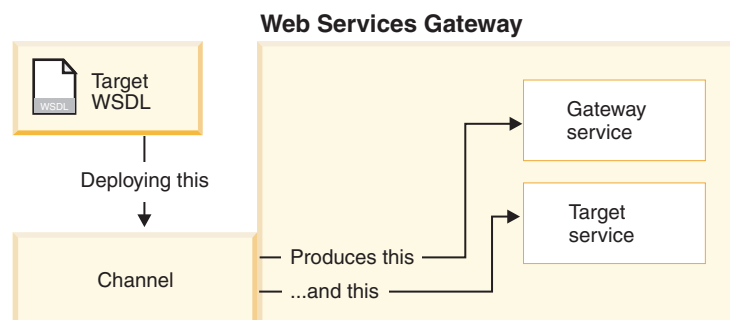 Web Services Gateway
WSDL
Target
WSDL
Deploying this
Channel
Produces this
...and this
Gateway
service
Target
service